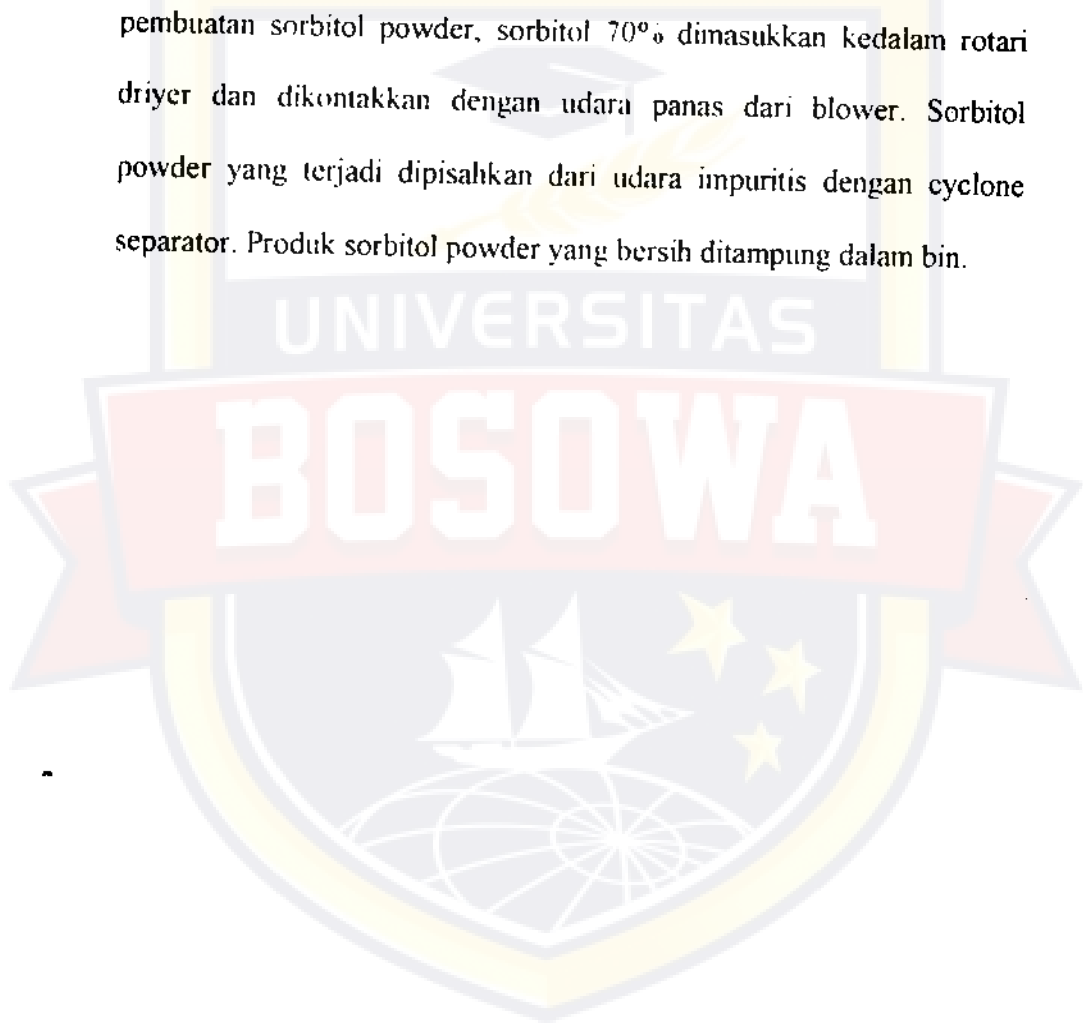 pembuatan sorbitol powder, sorbitol 70% dimasukkan kedalam rotari
driyer dan dikontakkan dengan udara panas dari blower. Sorbitol
powder yang terjadi dipisahkan dari udara impuritis dengan cyclone
separator. Produk sorbitol powder yang bersih ditampung dalam bin.
UNIVERSITAS
BOSOWA